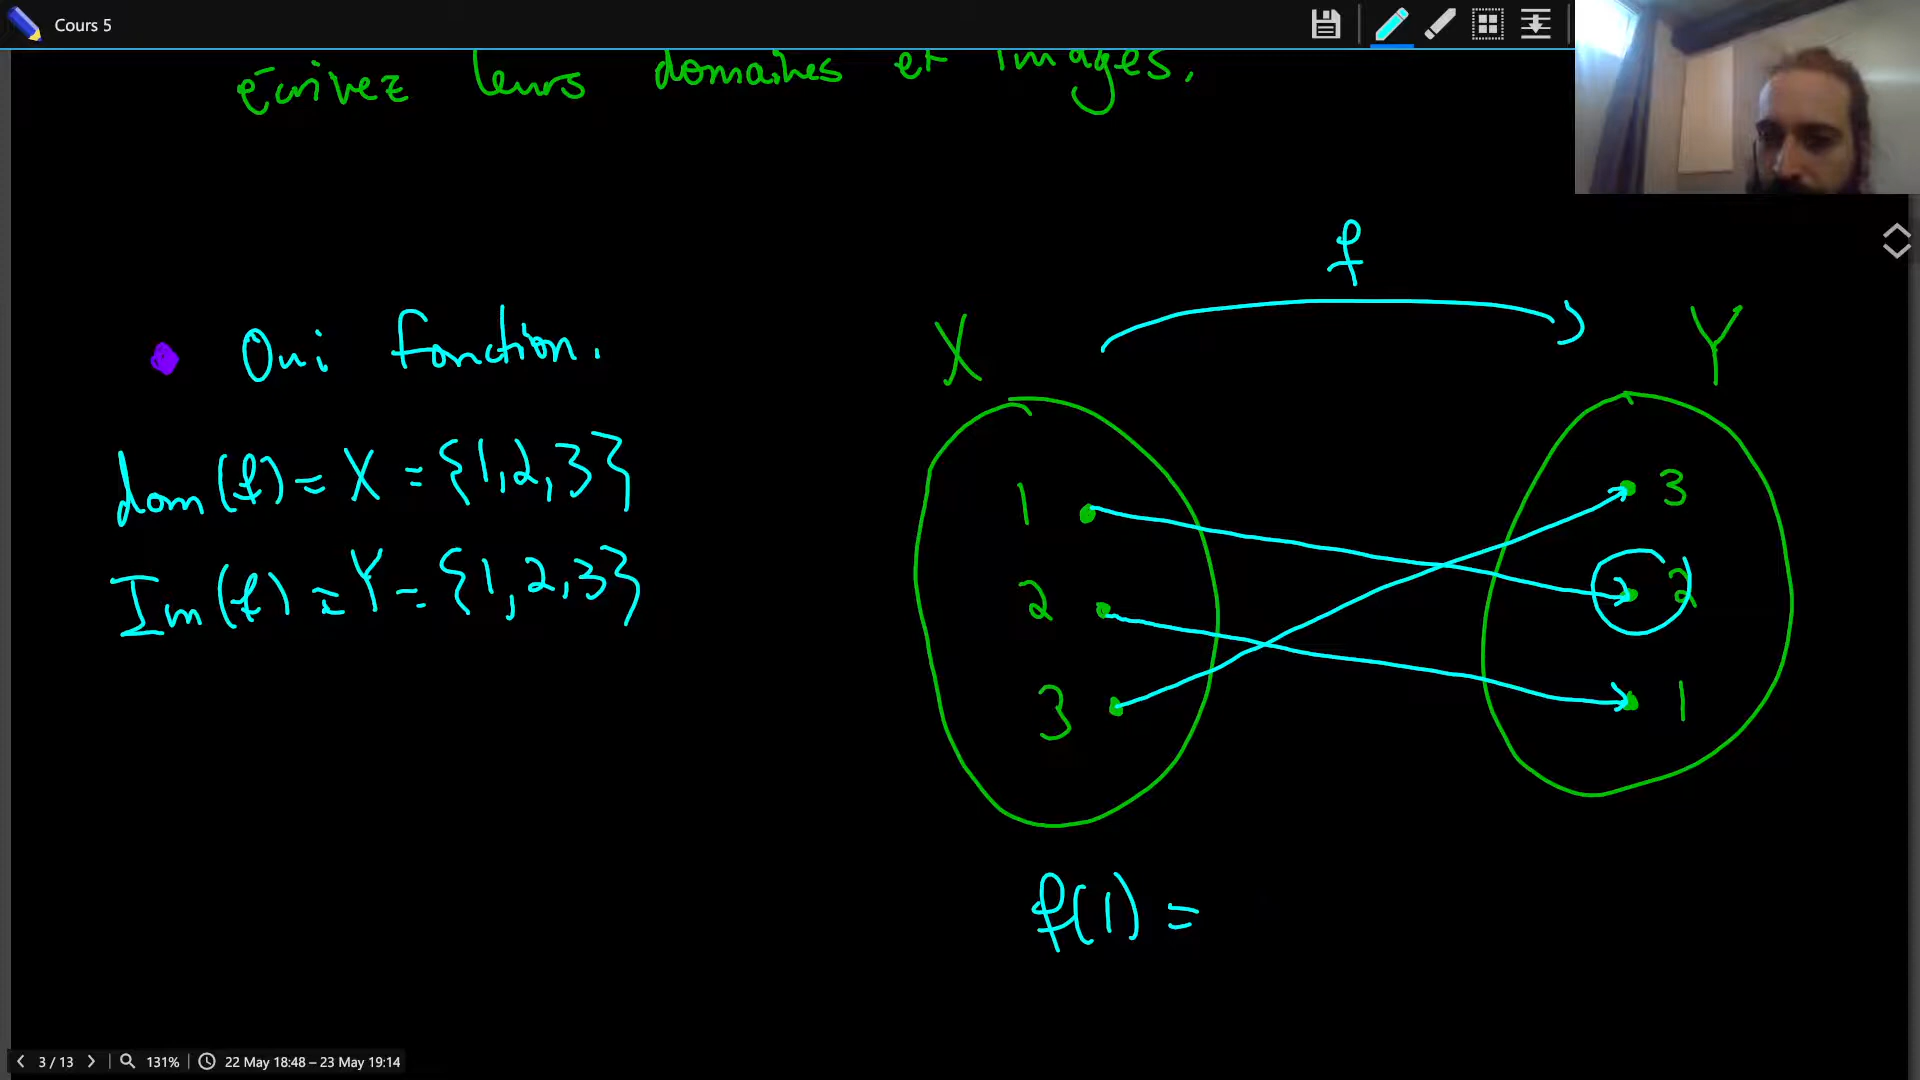 Cours 5
écrivez leurs domaines et images.
f
X Y
Oui fonction.
dom(f) = X = {1,2,3}
Im(f) = Y = {1,2,3}
1 3
2 2
3 1
f(1) =
3 / 13 131% 22 May 18:48 – 23 May 19:14